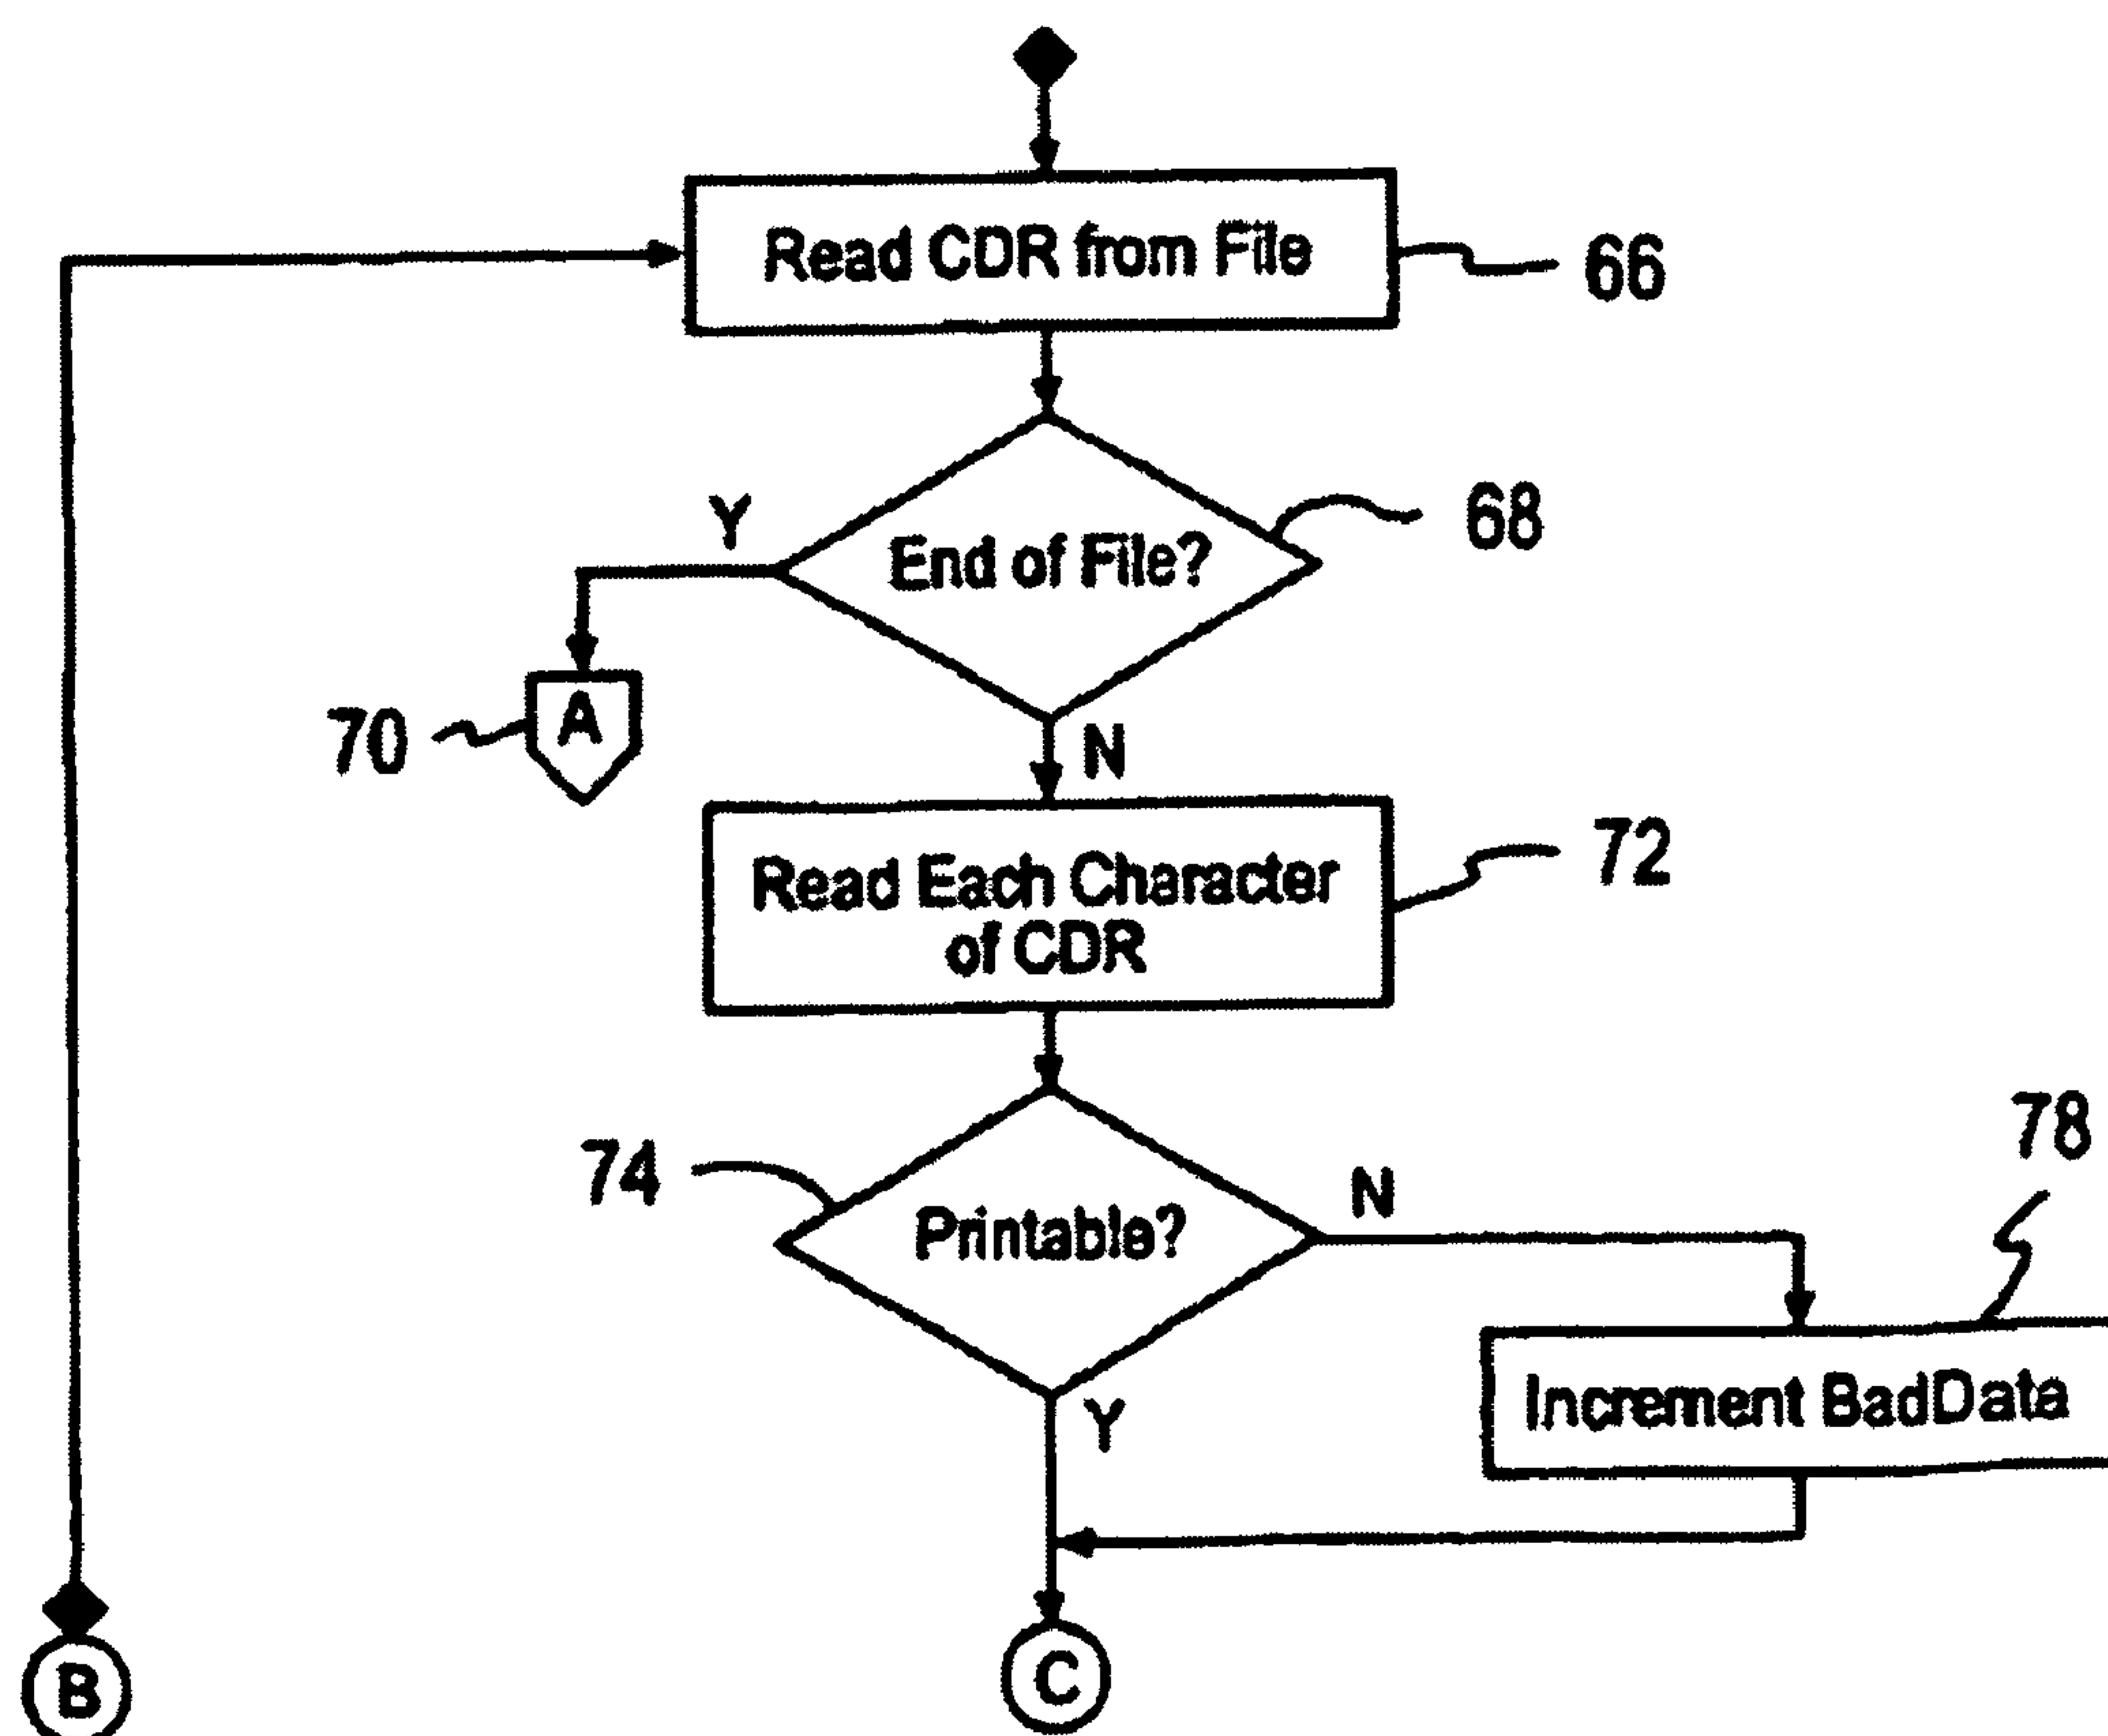 Read CDR from File
66
Y
End of File?
68
70
A
N
Read Each Character
of CDR
72
78
74
Printable?
N
Increment BadData
Y
B
C